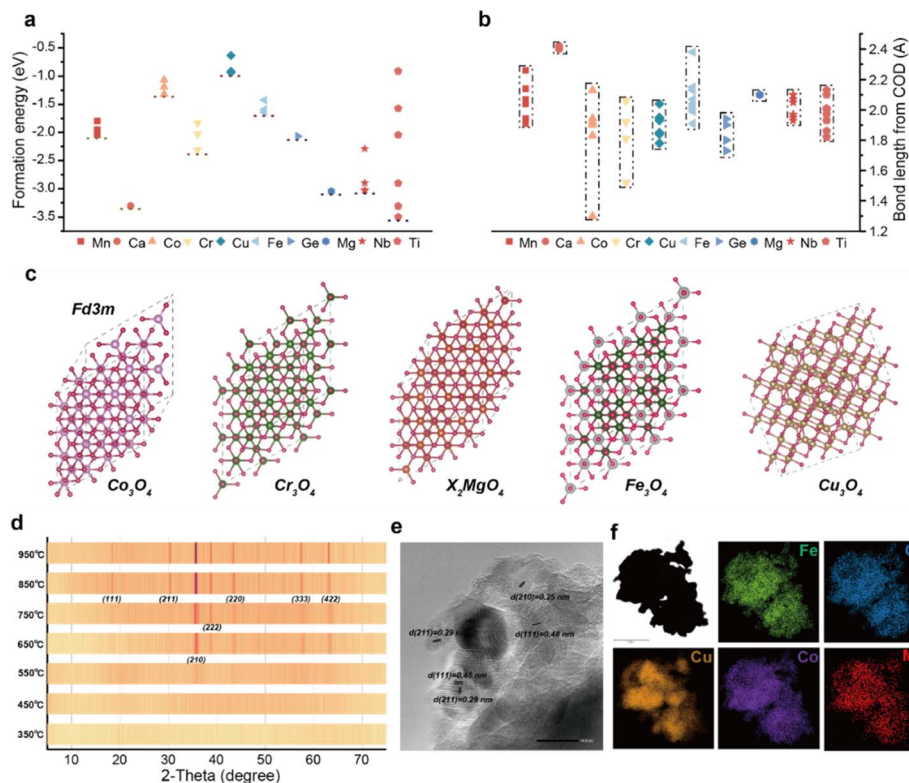 a
b
Formation energy (eV)
-0.5
-1.0
-1.5
-2.0
-2.5
-3.0
-3.5
Mn Ca Co Cr Cu Fe Ge Mg Nb Ti
2.4
2.2
2.0
1.8
1.6
1.4
1.2
Bond length from COD (A)
Mn Ca Co Cr Cu Fe Ge Mg Nb Ti
c
Fd3m
Co3O4
Cr3O4
X2MgO4
Fe3O4
Cu3O4
d
950°C
850°C
(111) (211) (220) (333) (422)
750°C
(222)
650°C
(210)
550°C
450°C
350°C
10 20 30 40 50 60 70
2-Theta (degree)
e
d(210)=0.25 nm
d(211)=0.29 nm
d(111)=0.48 nm
d(111)=0.45 nm
d(211)=0.29 nm
f
Fe
Cu
Co